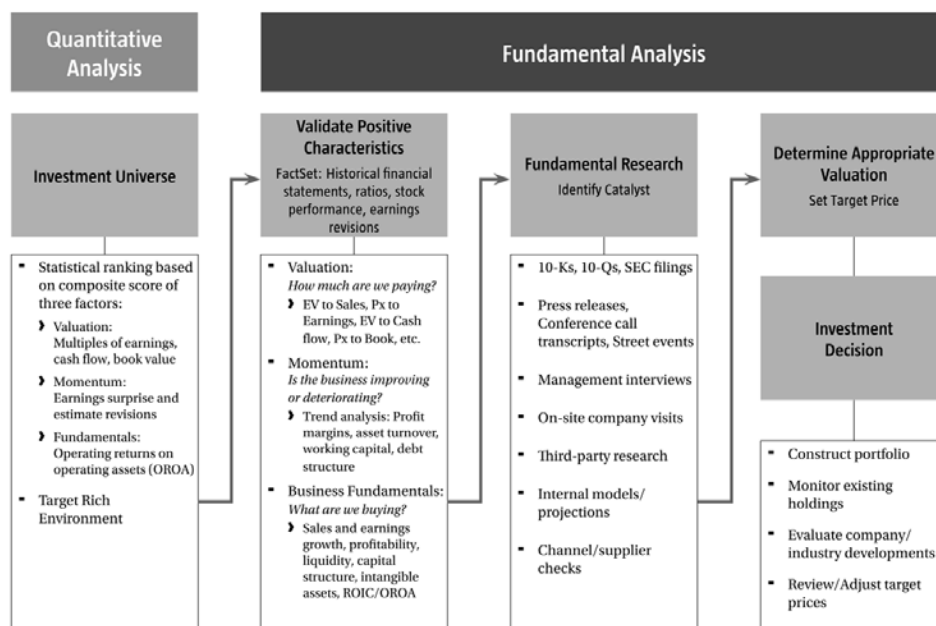 Quantitative
Analysis
Fundamental Analysis
Investment Universe
▪ Statistical ranking based
on composite score of
three factors:
❯ Valuation:
Multiples of earnings,
cash flow, book value
❯ Momentum:
Earnings surprise and
estimate revisions
❯ Fundamentals:
Operating returns on
operating assets (OROA)
▪ Target Rich
Environment
Validate Positive
Characteristics
FactSet: Historical financial
statements, ratios, stock
performance, earnings
revisions
▪ Valuation:
How much are we paying?
❯ EV to Sales, Px to
Earnings, EV to Cash
flow, Px to Book, etc.
▪ Momentum:
Is the business improving
or deteriorating?
❯ Trend analysis: Profit
margins, asset turnover,
working capital, debt
structure
▪ Business Fundamentals:
What are we buying?
❯ Sales and earnings
growth, profitability,
liquidity, capital
structure, intangible
assets, ROIC/OROA
Fundamental Research
Identify Catalyst
▪ 10-Ks, 10-Qs, SEC filings
▪ Press releases,
Conference call
transcripts, Street events
▪ Management interviews
▪ On-site company visits
▪ Third-party research
▪ Internal models/
projections
▪ Channel/supplier
checks
Determine Appropriate
Valuation
Set Target Price
Investment
Decision
▪ Construct portfolio
▪ Monitor existing
holdings
▪ Evaluate company/
industry developments
▪ Review/Adjust target
prices